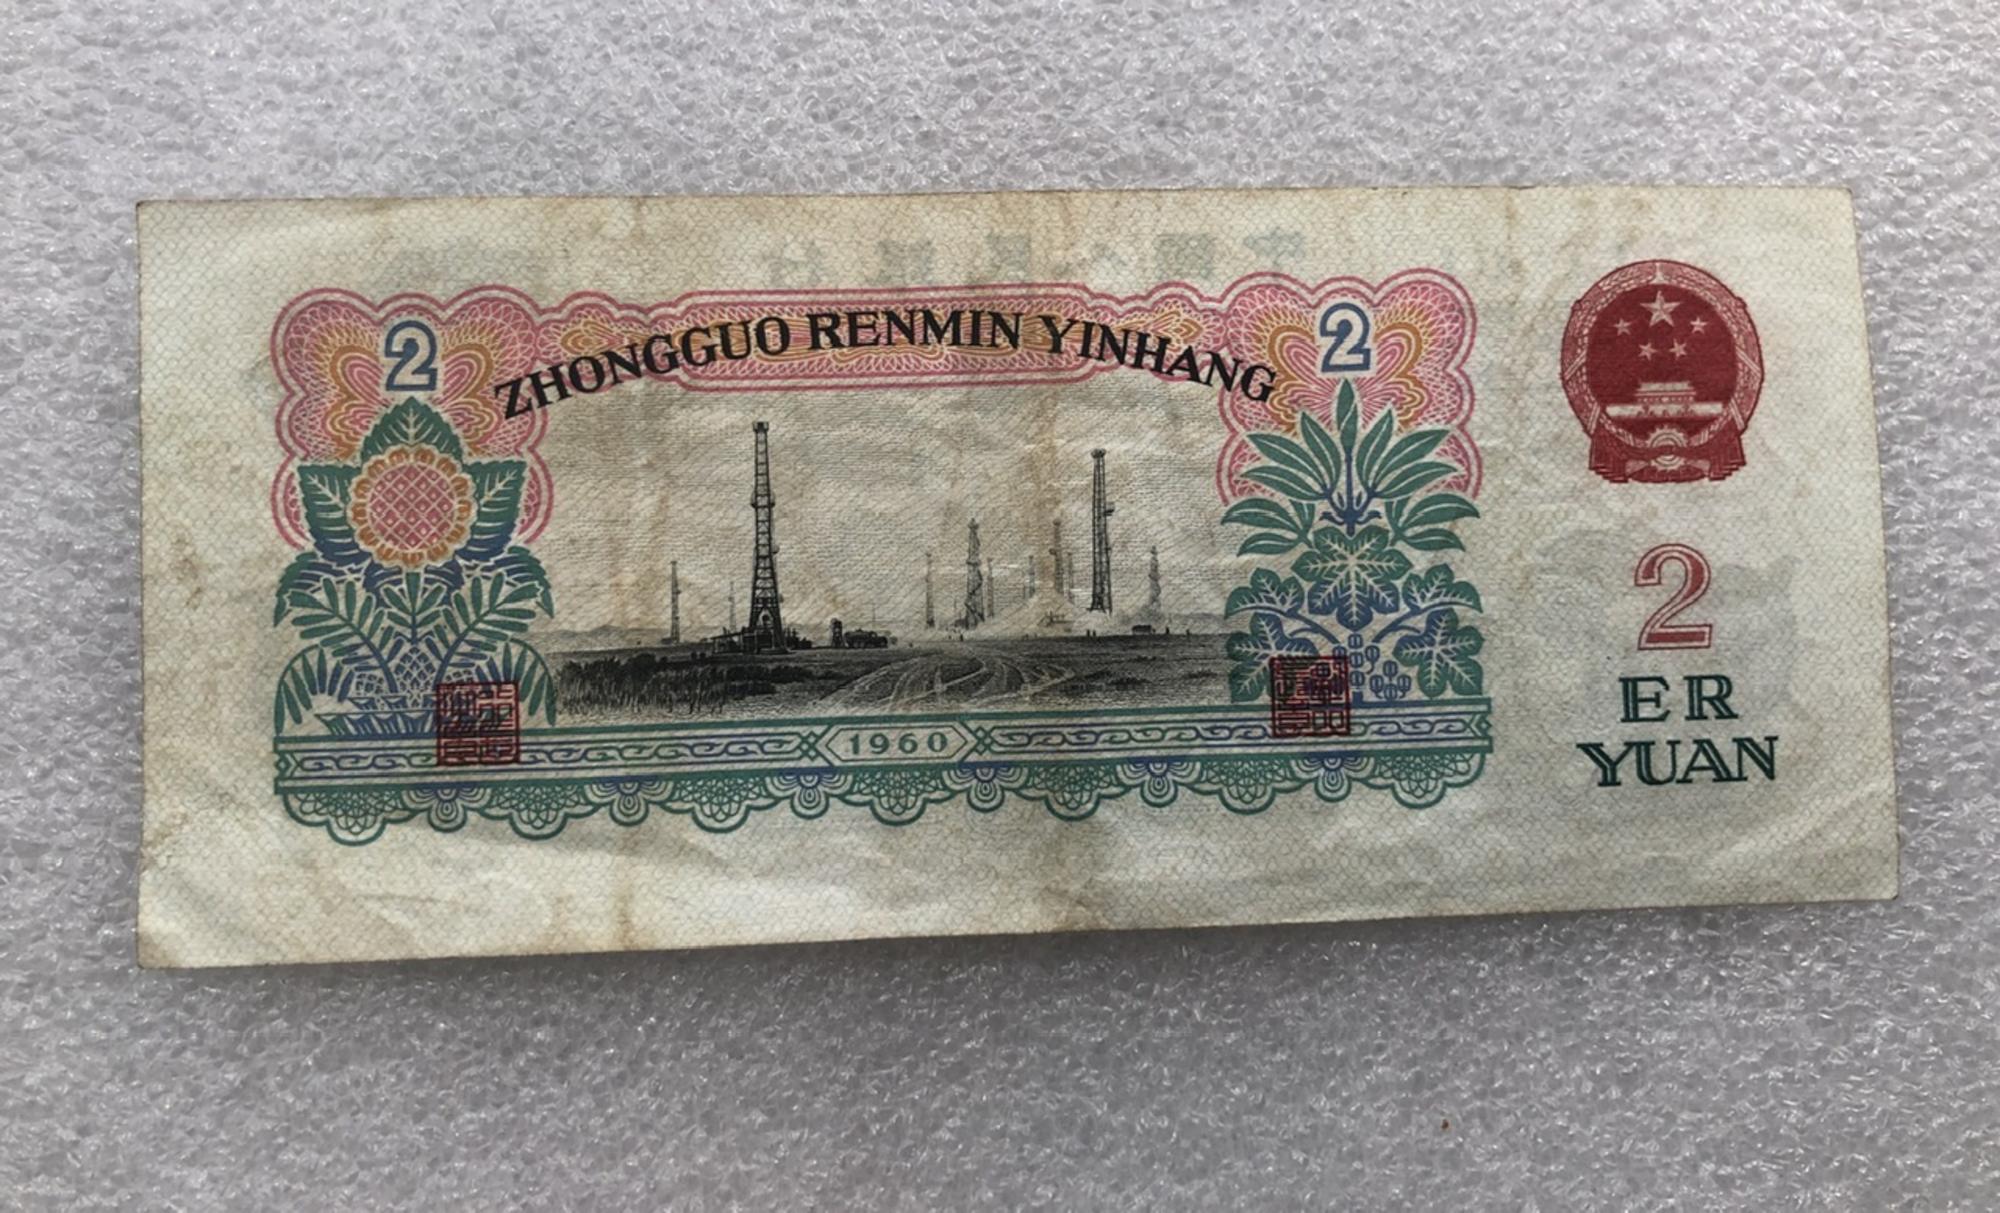 2 ZHONGGUO RENMIN YINHANG 2
2
ER
YUAN
1960